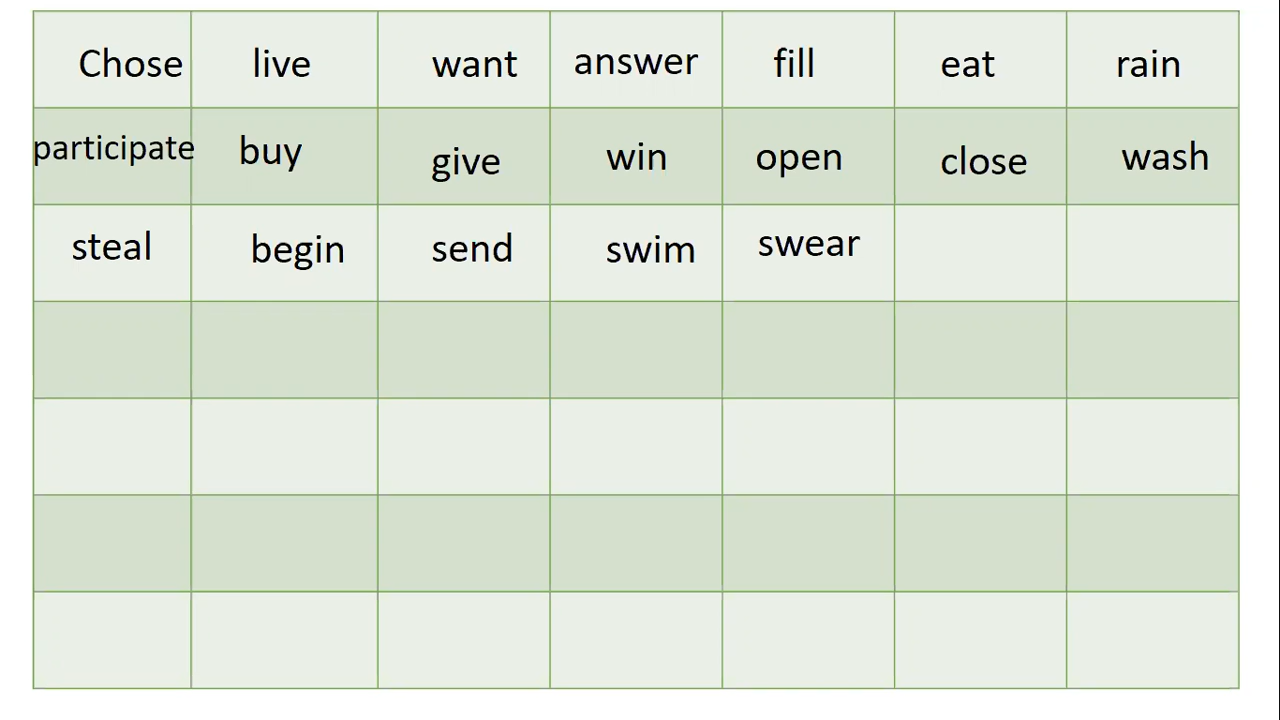 Chose live want answer fill eat rain
participate buy give win open close wash
steal begin send swim swear